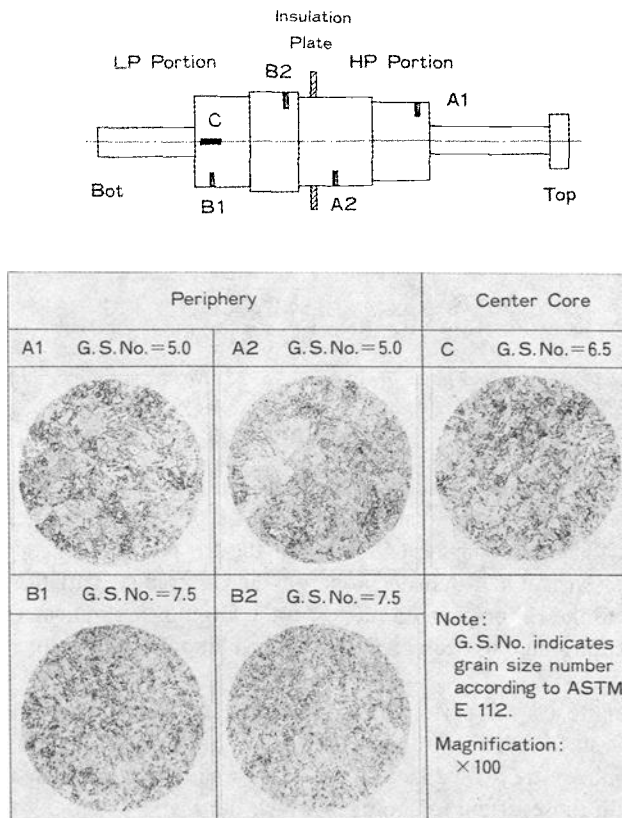 Insulation
Plate
LP Portion
HP Portion
B2
A1
C
Bot
B1
A2
Top
Periphery
Center Core
A1 G.S.No.=5.0
A2 G.S.No.=5.0
C G.S.No.=6.5
B1 G.S.No.=7.5
B2 G.S.No.=7.5
Note:
G.S.No. indicates
grain size number
according to ASTM
E 112.
Magnification:
×100